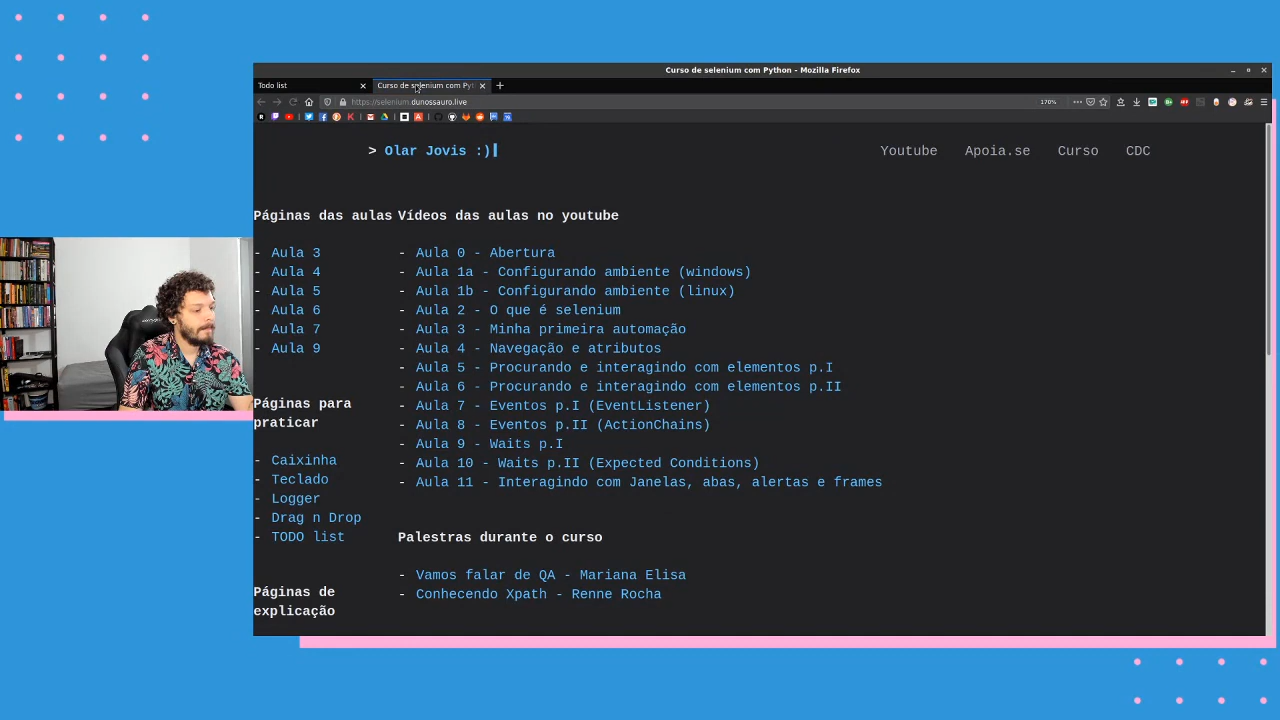 Curso de selenium com Python - Mozilla Firefox
Todo list
Curso de selenium com Pyt
https://selenium.dunossauro.live
170%
> Olar Jovis :)
Youtube
Apoia.se
Curso
CDC
Páginas das aulas
- Aula 3
- Aula 4
- Aula 5
- Aula 6
- Aula 7
- Aula 9
Páginas para
praticar
- Caixinha
- Teclado
- Logger
- Drag n Drop
- TODO list
Páginas de
explicação
Vídeos das aulas no youtube
- Aula 0 - Abertura
- Aula 1a - Configurando ambiente (windows)
- Aula 1b - Configurando ambiente (linux)
- Aula 2 - O que é selenium
- Aula 3 - Minha primeira automação
- Aula 4 - Navegação e atributos
- Aula 5 - Procurando e interagindo com elementos p.I
- Aula 6 - Procurando e interagindo com elementos p.II
- Aula 7 - Eventos p.I (EventListener)
- Aula 8 - Eventos p.II (ActionChains)
- Aula 9 - Waits p.I
- Aula 10 - Waits p.II (Expected Conditions)
- Aula 11 - Interagindo com Janelas, abas, alertas e frames
Palestras durante o curso
- Vamos falar de QA - Mariana Elisa
- Conhecendo Xpath - Renne Rocha